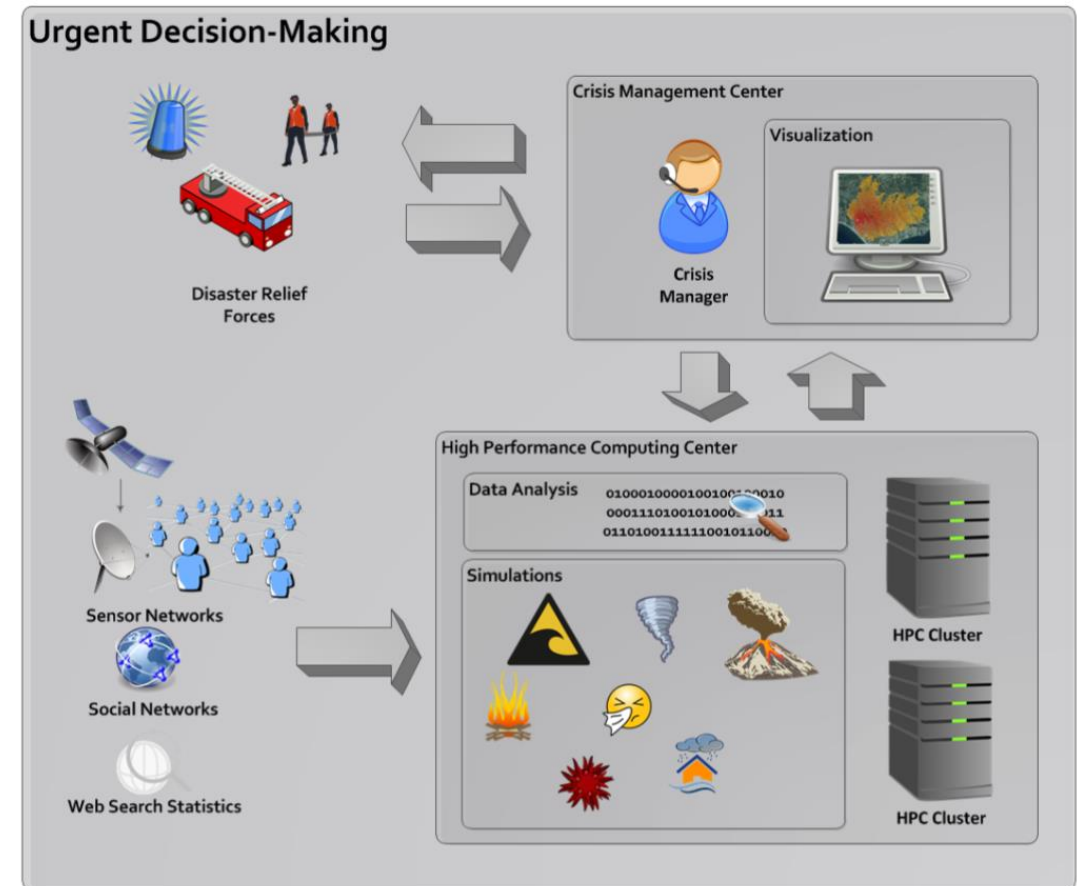 Urgent Decision-Making
Crisis Management Center
Visualization
Crisis
Manager
Disaster Relief
Forces
High Performance Computing Center
Data Analysis
Simulations
HPC Cluster
HPC Cluster
Sensor Networks
Social Networks
Web Search Statistics